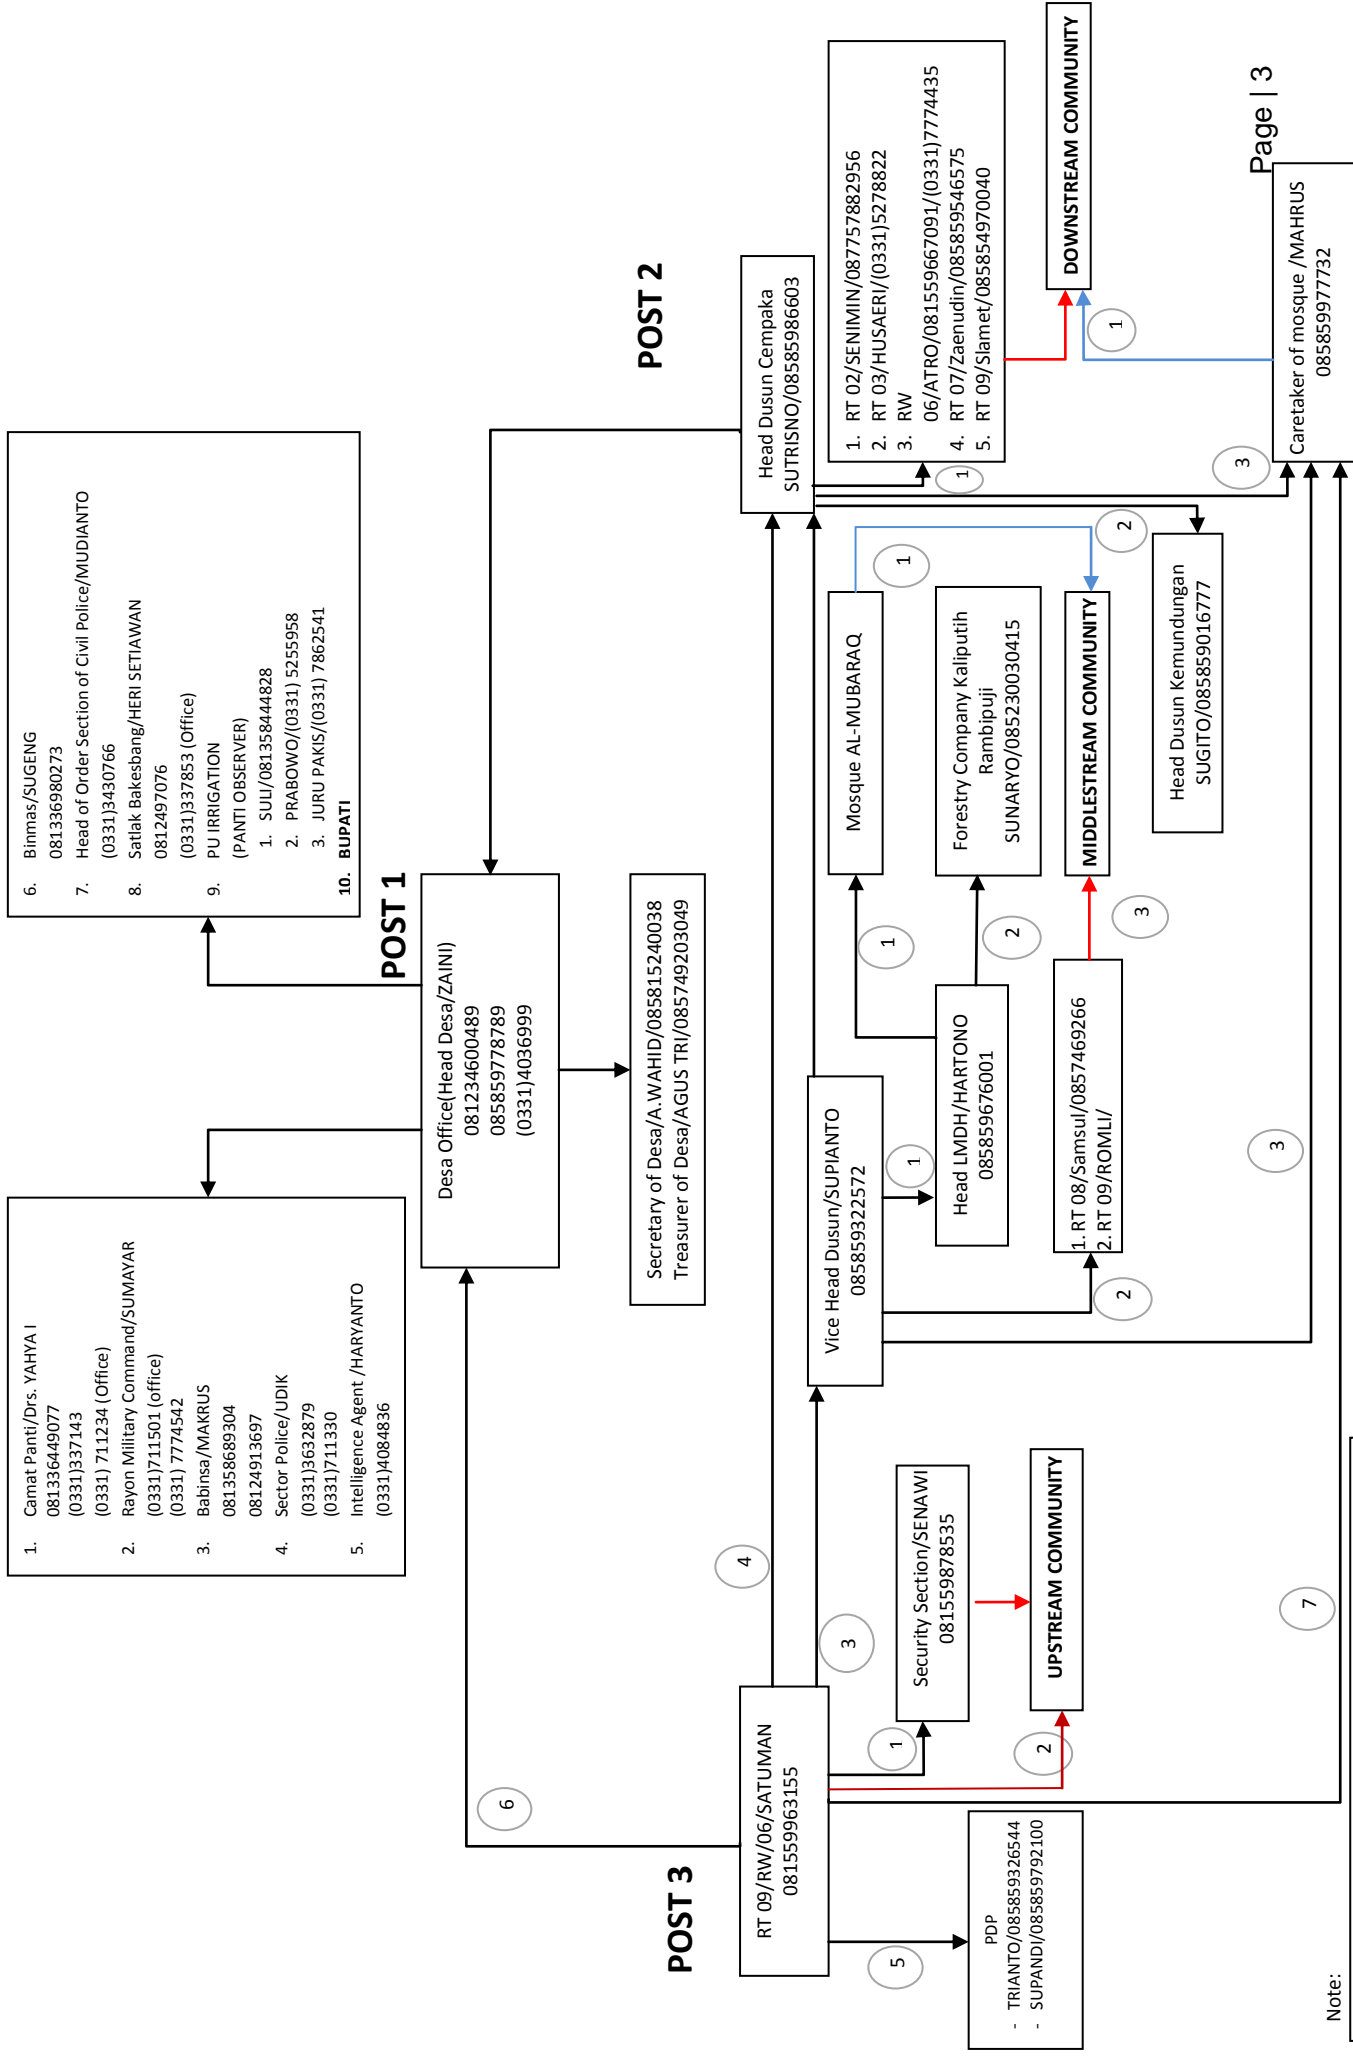 1. Camat Panti/Drs. YAHYA I
081336449077
(0331)337143
(0331) 711234 (Office)
2. Rayon Military Command/SUMAYAR
(0331)711501 (office)
(0331) 7774542
3. Babinsa/MAKRUS
081358689304
08124913697
4. Sector Police/UDIK
(0331)3632879
(0331)711330
5. Intelligence Agent /HARYANTO
(0331)4084836
6. Binmas/SUGENG
081336980273
7. Head of Order Section of Civil Police/MUDIANTO
(0331)3430766
8. Satlak Bakesbang/HERI SETIAWAN
0812497076
(0331)337853 (Office)
9. PU IRRIGATION
(PANTI OBSERVER)
1. SULI/081358444828
2. PRABOWO/(0331) 5255958
3. JURU PAKIS/(0331) 7862541
10. BUPATI
POST 1
Desa Office(Head Desa/ZAINI)
081234600489
085859778789
(0331)4036999
6
Secretary of Desa/A.WAHID/085815240038
Treasurer of Desa/AGUS TRI/085749203049
POST 3
POST 2
RT 09/RW/06/SATUMAN
081559963155
4
3
Head Dusun Cempaka
SUTRISNO/08585986603
Vice Head Dusun/SUPIANTO
085859322572
1. RT 02/SENIMIN/087757882956
2. RT 03/HUSAERI/(0331)5278822
3. RW
06/ATRO/081559667091/(0331)7774435
4. RT 07/Zaenudin/085859546575
5. RT 09/Slamet/085854970040
5
1
1
1
1
1
Mosque AL-MUBARAQ
Security Section/SENAWI
081559878535
Head LMDH/HARTONO
085859676001
2
Forestry Company Kaliputih
Rambipuji
SUNARYO/085230030415
PDP
- TRIANTO/085859326544
- SUPANDI/085859792100
2
UPSTREAM COMMUNITY
2
1. RT 08/Samsul/0857469266
2. RT 09/ROMLI/
3
MIDDLESTREAM COMMUNITY
2
DOWNSTREAM COMMUNITY
1
Head Dusun Kemundungan
SUGITO/085859016777
3
3
7
Caretaker of mosque /MAHRUS
085859977732
Note:
Page | 3